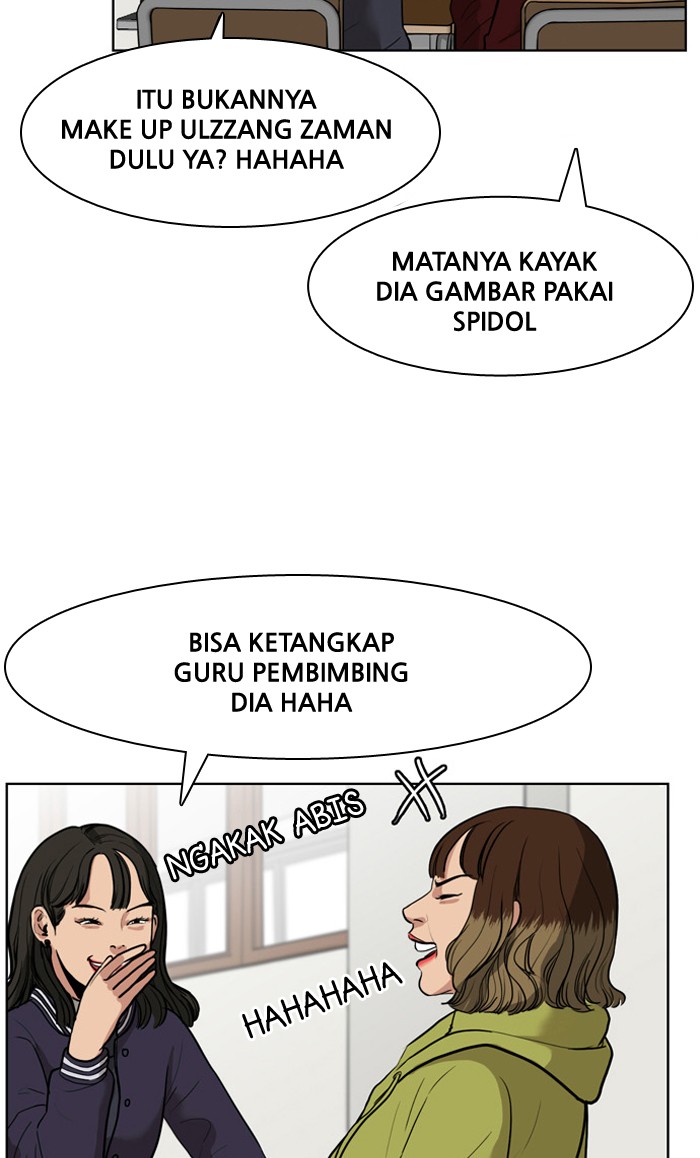 ITU BUKANNYA
MAKE UP ULZZANG ZAMAN
DULU YA? HAHAHA
MATANYA KAYAK
DIA GAMBAR PAKAI
SPIDOL
BISA KETANGKAP
GURU PEMBIMBING
DIA HAHA
NGAKAK ABIS
HAHAHAHA